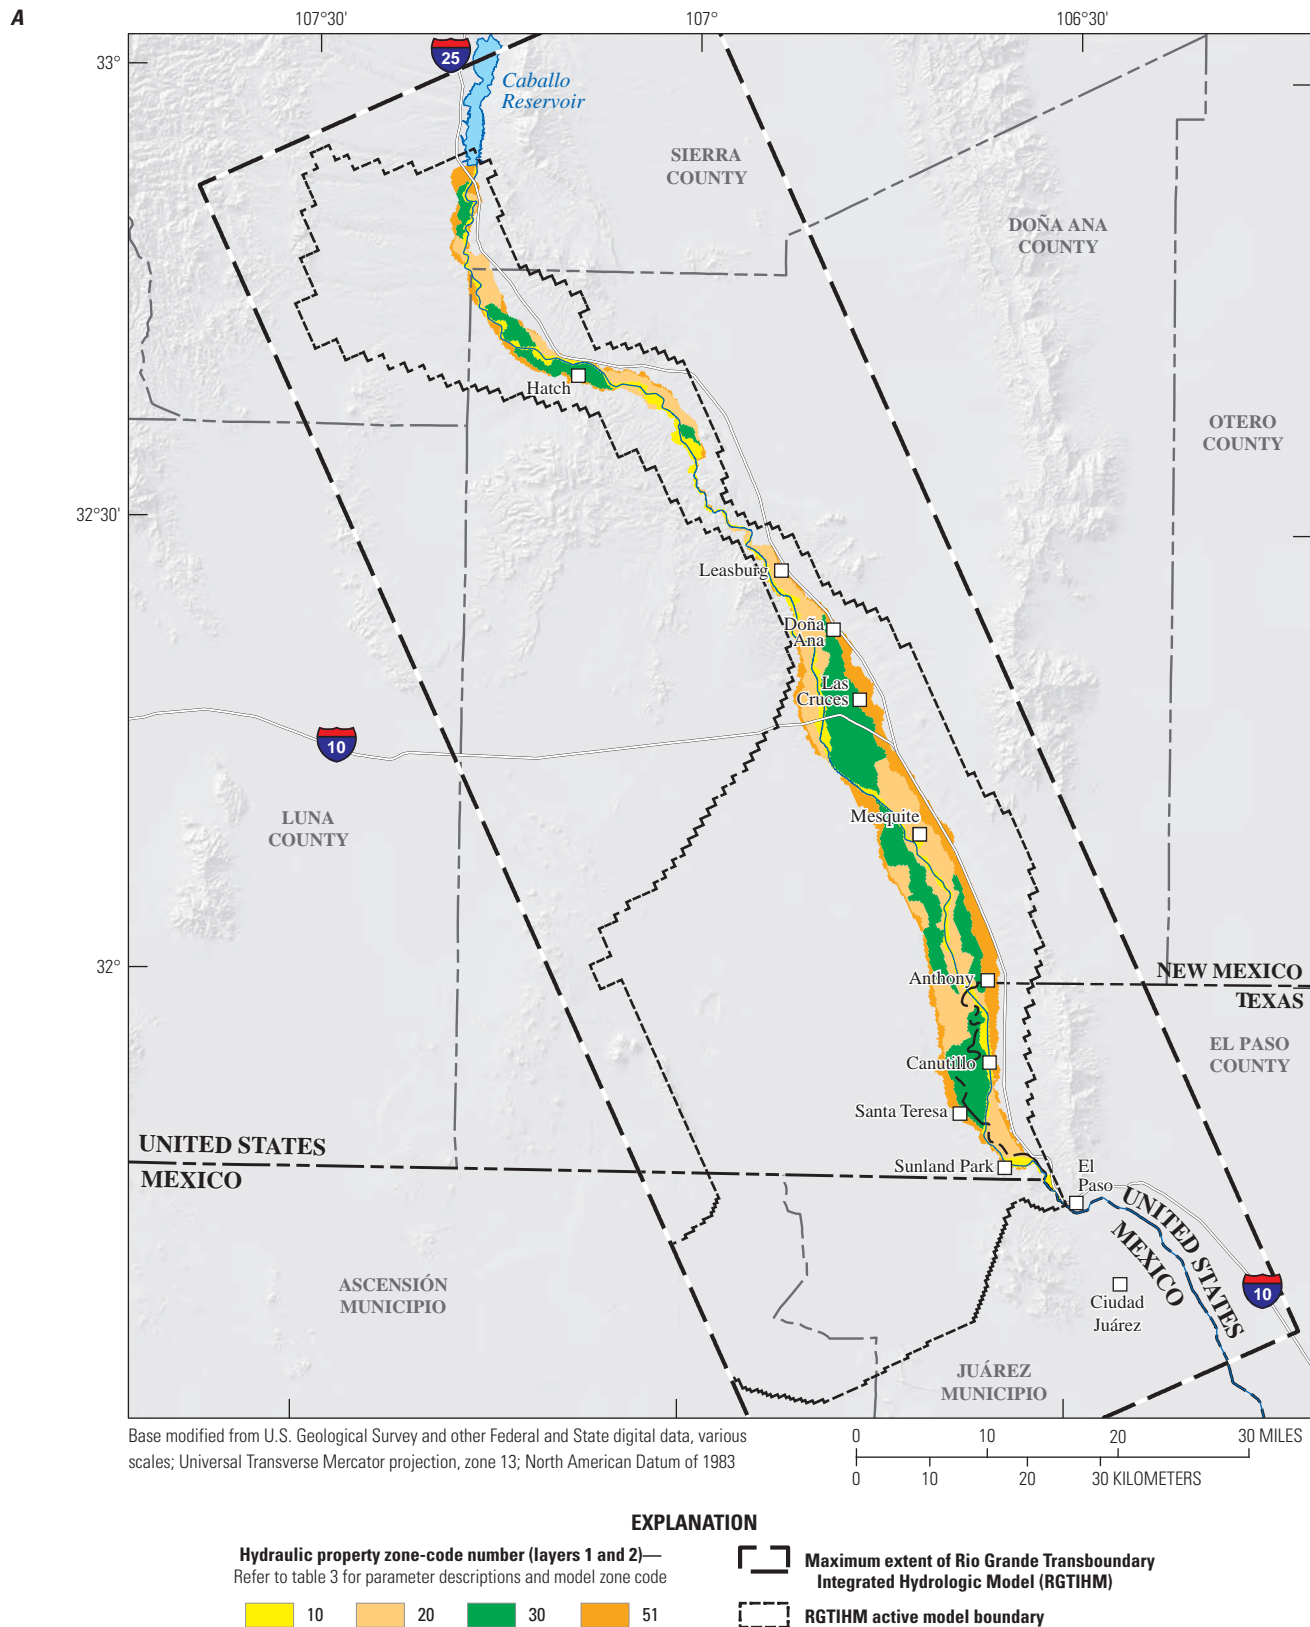 A
107°30'
107°
106°30'
33°
25
Caballo
Reservoir
SIERRA
COUNTY
DOÑA ANA
COUNTY
Hatch
OTERO
COUNTY
32°30'
Leasburg
Doña
Ana
Las
Cruces
10
LUNA
COUNTY
Mesquite
32°
Anthony
NEW MEXICO
TEXAS
EL PASO
COUNTY
Canutillo
Santa Teresa
UNITED STATES
MEXICO
Sunland Park
El
Paso
UNITED STATES
MEXICO
ASCENSIÓN
MUNICIPIO
Ciudad
Juárez
10
JUÁREZ
MUNICIPIO
Base modified from U.S. Geological Survey and other Federal and State digital data, various
scales; Universal Transverse Mercator projection, zone 13; North American Datum of 1983
0 10 20 30 MILES
0 10 20 30 KILOMETERS
EXPLANATION
Hydraulic property zone-code number (layers 1 and 2)—
Refer to table 3 for parameter descriptions and model zone code
10 20 30 51
Maximum extent of Rio Grande Transboundary
Integrated Hydrologic Model (RGTIHM)
RGTIHM active model boundary